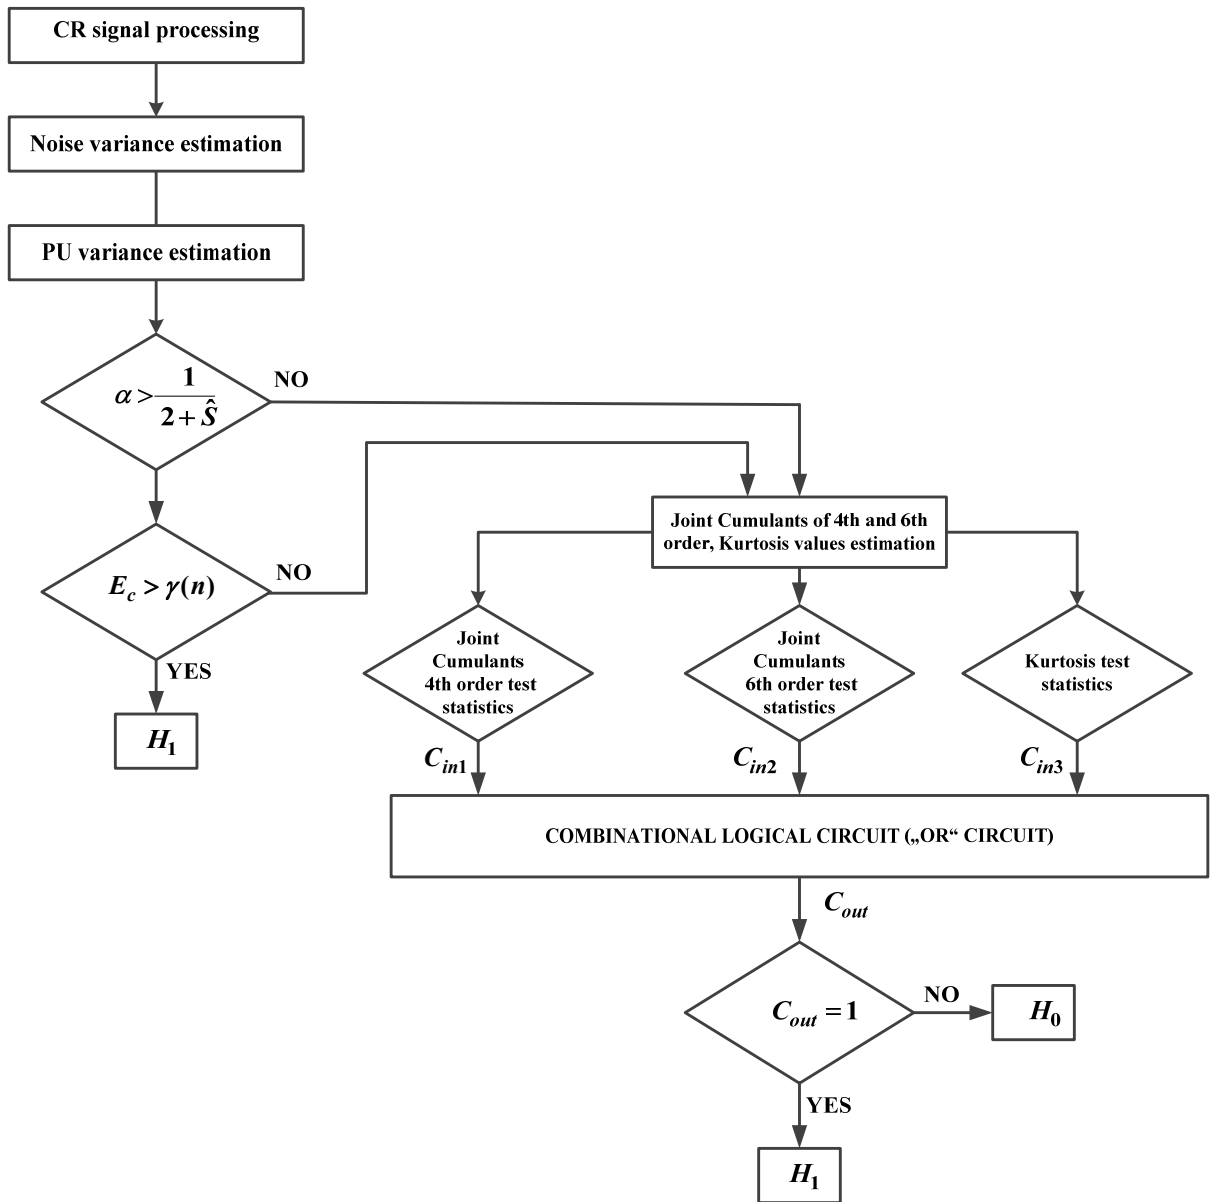 CR signal processing
Noise variance estimation
PU variance estimation
α > 1 / (2 + Ŝ)
NO
E_c > γ(n)
NO
YES
H_1
Joint Cumulants of 4th and 6th
order, Kurtosis values estimation
Joint
Cumulants
4th order test
statistics
Joint
Cumulants
6th order test
statistics
Kurtosis test
statistics
C_in1
C_in2
C_in3
COMBINATIONAL LOGICAL CIRCUIT („OR“ CIRCUIT)
C_out
C_out = 1
NO
H_0
YES
H_1